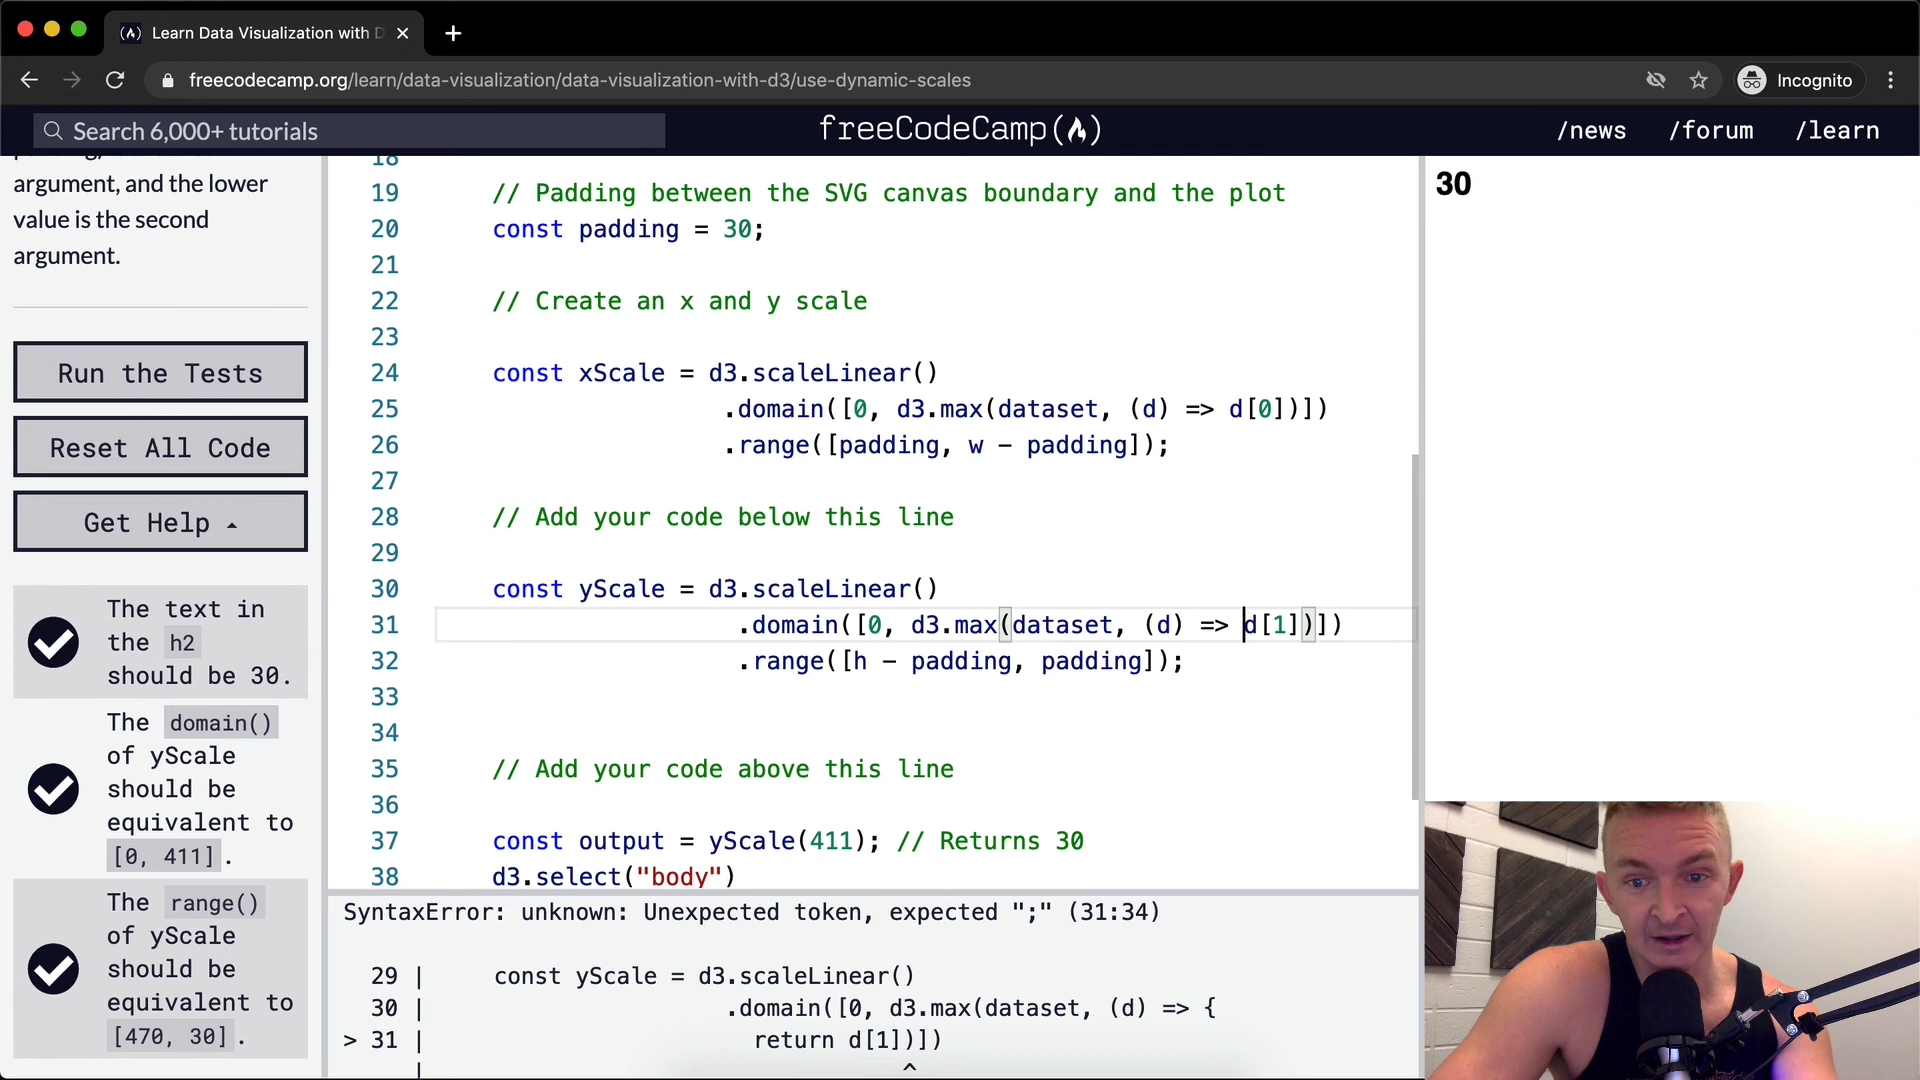 Learn Data Visualization with D
freecodecamp.org/learn/data-visualization/data-visualization-with-d3/use-dynamic-scales
Incognito
Search 6,000+ tutorials
freeCodeCamp
/news
/forum
/learn
argument, and the lower
value is the second
argument.
Run the Tests
Reset All Code
Get Help
The text in
the h2
should be 30.
The domain()
of yScale
should be
equivalent to
[0, 411].
The range()
of yScale
should be
equivalent to
[470, 30].
18
19 // Padding between the SVG canvas boundary and the plot
20 const padding = 30;
21
22 // Create an x and y scale
23
24 const xScale = d3.scaleLinear()
25 .domain([0, d3.max(dataset, (d) => d[0])])
26 .range([padding, w - padding]);
27
28 // Add your code below this line
29
30 const yScale = d3.scaleLinear()
31 .domain([0, d3.max(dataset, (d) => d[1])])
32 .range([h - padding, padding]);
33
34
35 // Add your code above this line
36
37 const output = yScale(411); // Returns 30
38 d3.select("body")
SyntaxError: unknown: Unexpected token, expected ";" (31:34)
29 | const yScale = d3.scaleLinear()
30 | .domain([0, d3.max(dataset, (d) => {
> 31 | return d[1])])
| ^
30